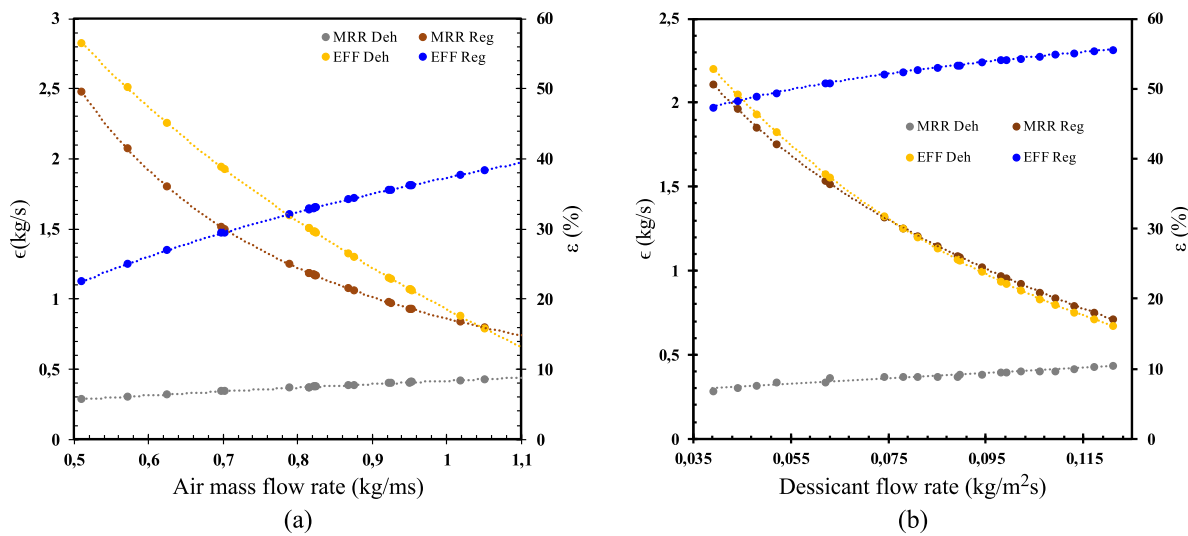 3
2,5
2
1,5
1
0,5
0
ϵ(kg/s)
60
50
40
30
20
10
0
ε (%)
MRR Deh MRR Reg
EFF Deh EFF Reg
0,5 0,6 0,7 0,8 0,9 1 1,1
Air mass flow rate (kg/ms)
(a)
2,5
2
1,5
1
0,5
0
ϵ (kg/s)
60
50
40
30
20
10
0
ε (%)
MRR Deh MRR Reg
EFF Deh EFF Reg
0,035 0,055 0,075 0,095 0,115
Dessicant flow rate (kg/m²s)
(b)